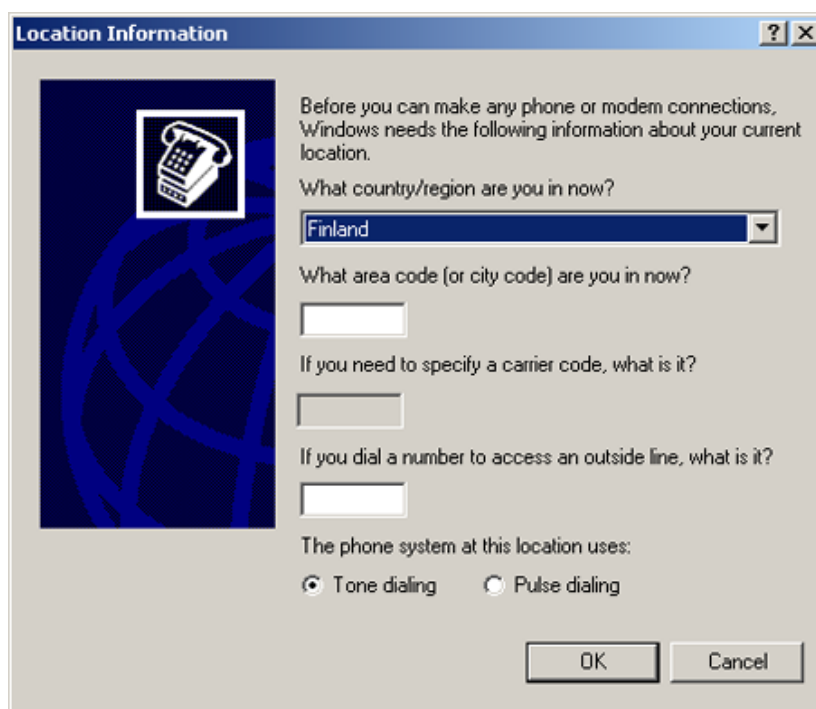 Location Information
Before you can make any phone or modem connections,
Windows needs the following information about your current
location.
What country/region are you in now?
Finland
What area code (or city code) are you in now?
If you need to specify a carrier code, what is it?
If you dial a number to access an outside line, what is it?
The phone system at this location uses:
Tone dialing Pulse dialing
OK Cancel